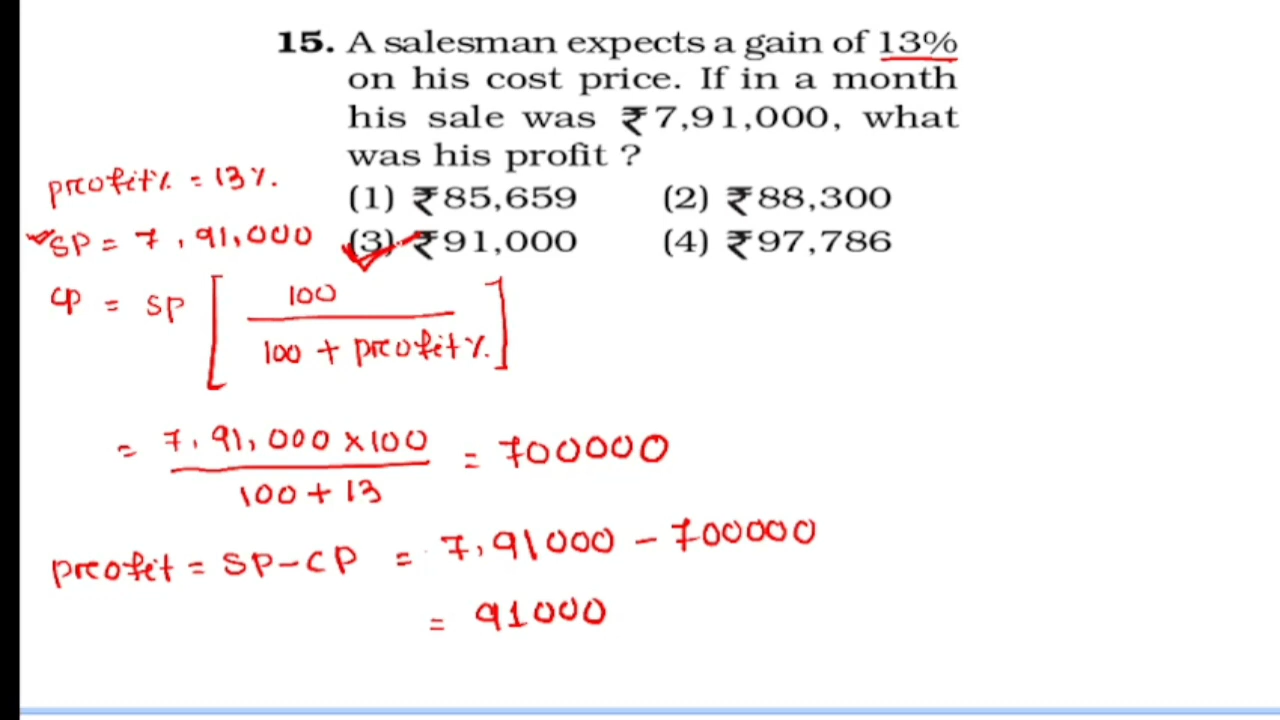 15. A salesman expects a gain of 13%
on his cost price. If in a month
his sale was ₹7,91,000, what
was his profit ?
(1) ₹85,659 (2) ₹88,300
(3) ₹91,000 (4) ₹97,786
profit% = 13%.
SP = 7,91,000
CP = SP [ 100 / 100 + profit%. ]
= 7,91,000 x 100 / 100 + 13 = 700000
profit = SP - CP = 7,91000 - 700000
= 91000